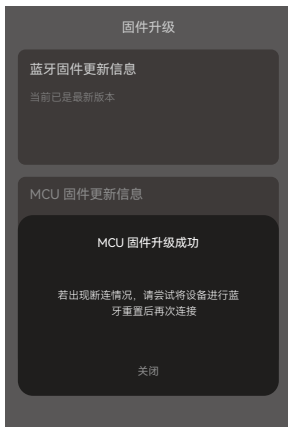 固件升级
蓝牙固件更新信息
当前已是最新版本
MCU 固件更新信息
MCU 固件升级成功
若出现断连情况，请尝试将设备进行蓝
牙重置后再次连接
关闭